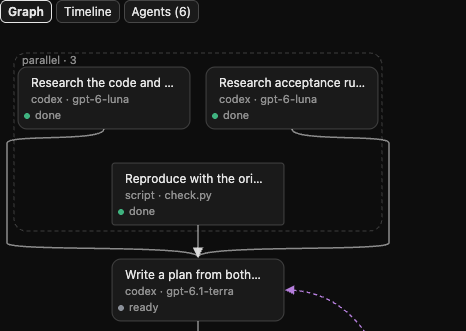 Graph Timeline Agents (6)
parallel · 3
Research the code and ...
codex · gpt-6-luna
done
Research acceptance ru...
codex · gpt-6-luna
done
Reproduce with the ori...
script · check.py
done
Write a plan from both...
codex · gpt-6.1-terra
ready